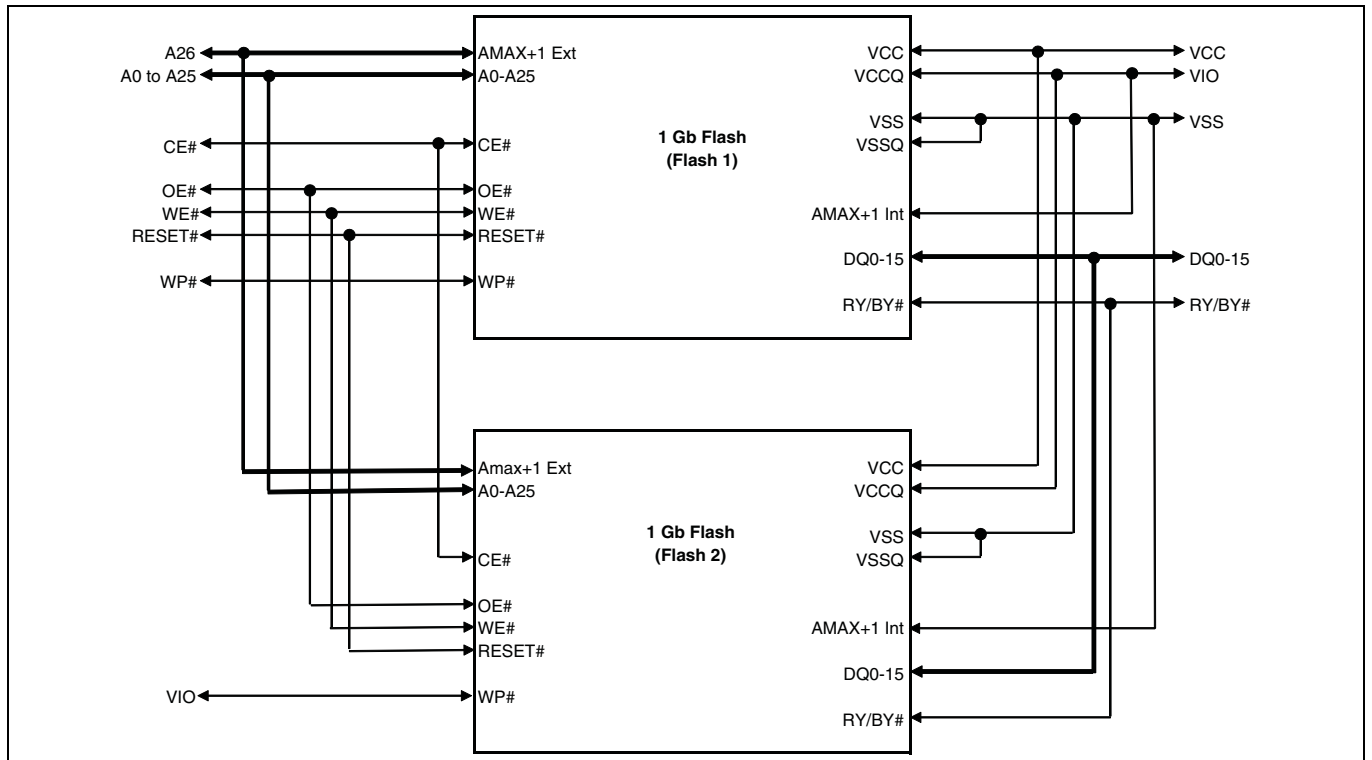 A26
A0 to A25
CE#
OE#
WE#
RESET#
WP#
AMAX+1 Ext
A0-A25
CE#
OE#
WE#
RESET#
WP#
1 Gb Flash
(Flash 1)
VCC
VCCQ
VSS
VSSQ
AMAX+1 Int
DQ0-15
RY/BY#
VCC
VIO
VSS
DQ0-15
RY/BY#
VIO
Amax+1 Ext
A0-A25
CE#
OE#
WE#
RESET#
WP#
1 Gb Flash
(Flash 2)
VCC
VCCQ
VSS
VSSQ
AMAX+1 Int
DQ0-15
RY/BY#